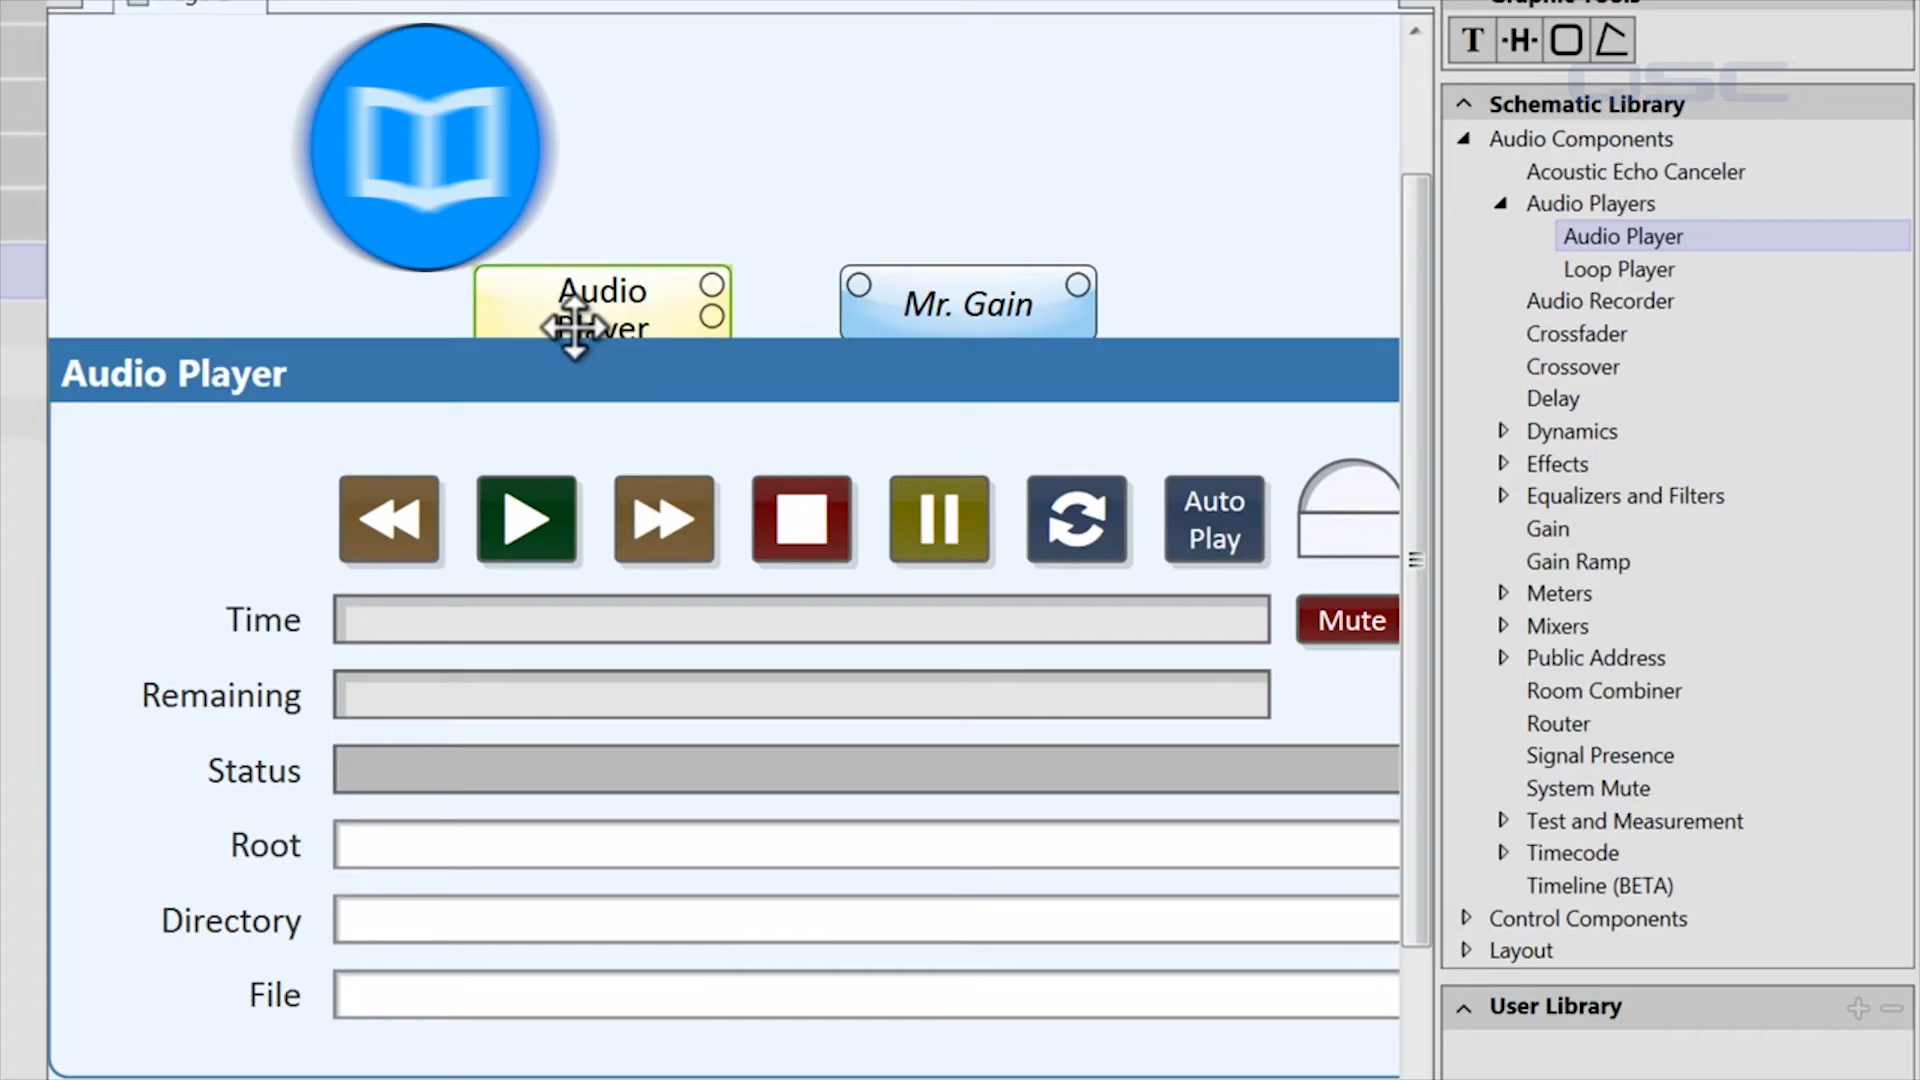 T
H
QSC
Schematic Library
Audio Components
Acoustic Echo Canceler
Audio Players
Audio Player
Loop Player
Audio Recorder
Crossfader
Crossover
Delay
Dynamics
Effects
Equalizers and Filters
Gain
Gain Ramp
Meters
Mixers
Public Address
Room Combiner
Router
Signal Presence
System Mute
Test and Measurement
Timecode
Timeline (BETA)
Control Components
Layout
User Library
Audio
Mr. Gain
Audio Player
Auto
Play
Time
Mute
Remaining
Status
Root
Directory
File